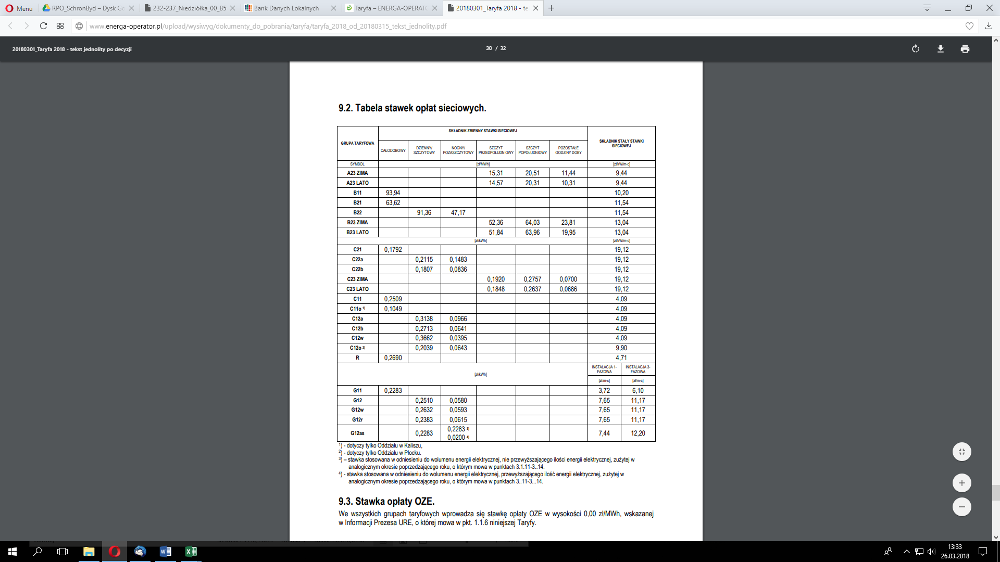 Menu
RPO_SchronByd – Dysk Go
232-237_Niedziółka_00_B5
Bank Danych Lokalnych
Taryfa – ENERGA-OPERATO
20180301_Taryfa 2018 - te
www.energa-operator.pl/upload/wysiwyg/dokumenty_do_pobrania/taryfa/taryfa_2018_od_20180315_tekst_jednolity.pdf
20180301_Taryfa 2018 - tekst jednolity po decyzji
30 / 32
9.2. Tabela stawek opłat sieciowych.
GRUPA TARYFOWA
SKŁADNIK ZMIENNY STAWKI SIECIOWEJ
SKŁADNIK STAŁY STAWKI SIECIOWEJ
CAŁODOBOWY
DZIENNY/ SZCZYTOWY
NOCNY/ POZASZCZYTOWY
SZCZYT PRZEDPOŁUDNIOWY
SZCZYT POPOŁUDNIOWY
POZOSTAŁE GODZINY DOBY
SYMBOL [zł/MWh] [zł/kW/m-c]
A23 ZIMA 15,31 20,51 11,44 9,44
A23 LATO 14,57 20,31 10,31 9,44
B11 93,94 10,20
B21 63,62 11,54
B22 91,36 47,17 11,54
B23 ZIMA 52,36 64,03 23,81 13,04
B23 LATO 51,84 63,96 19,95 13,04
[zł/kWh] [zł/kW/m-c]
C21 0,1792 19,12
C22a 0,2115 0,1483 19,12
C22b 0,1807 0,0836 19,12
C23 ZIMA 0,1920 0,2757 0,0700 19,12
C23 LATO 0,1848 0,2637 0,0686 19,12
C11 0,2509 4,09
C11o 1) 0,1049 4,09
C12a 0,3138 0,0966 4,09
C12b 0,2713 0,0641 4,09
C12w 0,3662 0,0395 4,09
C12o 2) 0,2039 0,0643 9,90
R 0,2690 4,71
[zł/kWh]
INSTALACJA 1-FAZOWA
INSTALACJA 3-FAZOWA
[zł/m-c] [zł/m-c]
G11 0,2283 3,72 6,10
G12 0,2510 0,0580 7,65 11,17
G12w 0,2632 0,0593 7,65 11,17
G12r 0,2383 0,0615 7,65 11,17
G12as 0,2283 0,2283 3) 0,0200 4) 7,44 12,20
1) - dotyczy tylko Oddziału w Kaliszu,
2) - dotyczy tylko Oddziału w Płocku.
3) – stawka stosowana w odniesieniu do wolumenu energii elektrycznej, nie przewyższającego ilości energii elektrycznej, zużytej w
analogicznym okresie poprzedzającego roku, o którym mowa w punktach 3.1.11-3..14.
4) - stawka stosowana w odniesieniu do wolumenu energii elektrycznej, przewyższającego ilość energii elektrycznej, zużytej w
analogicznym okresie poprzedzającego roku, o którym mowa w punktach 3..11-3...14.
9.3. Stawka opłaty OZE.
We wszystkich grupach taryfowych wprowadza się stawkę opłaty OZE w wysokości 0,00 zł/MWh, wskazanej
w Informacji Prezesa URE, o której mowa w pkt. 1.1.6 niniejszej Taryfy.
13:33
26.03.2018